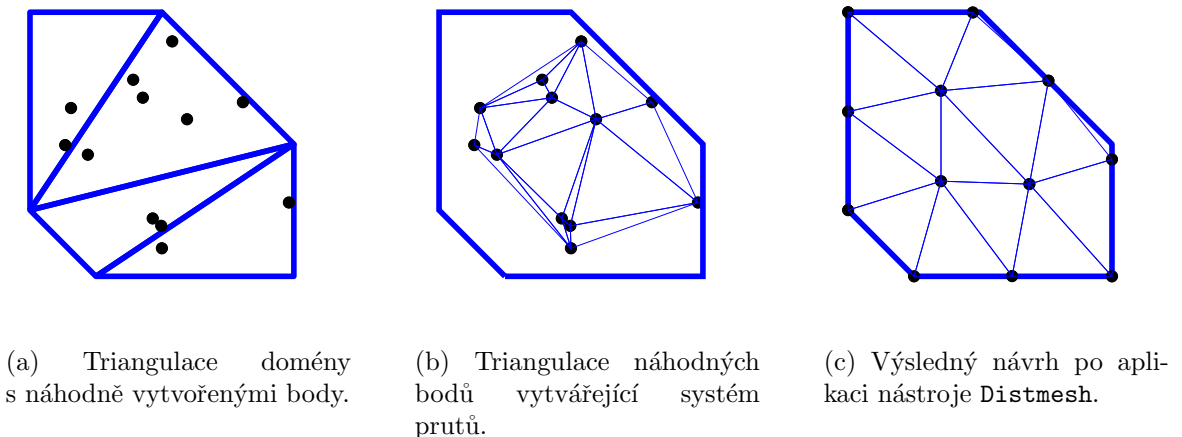 (a) Triangulace domény
s náhodně vytvořenými body.
(b) Triangulace náhodných
bodů vytvářející systém
prutů.
(c) Výsledný návrh po apli-
kaci nástroje Distmesh.